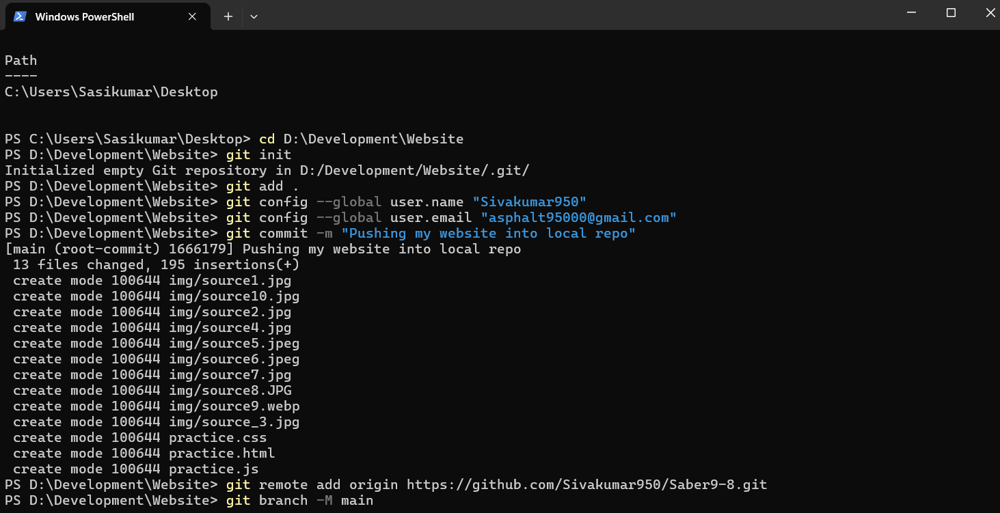 Windows PowerShell
Path
----
C:\Users\Sasikumar\Desktop
PS C:\Users\Sasikumar\Desktop> cd D:\Development\Website
PS D:\Development\Website> git init
Initialized empty Git repository in D:/Development/Website/.git/
PS D:\Development\Website> git add .
PS D:\Development\Website> git config --global user.name "Sivakumar950"
PS D:\Development\Website> git config --global user.email "asphalt95000@gmail.com"
PS D:\Development\Website> git commit -m "Pushing my website into local repo"
[main (root-commit) 1666179] Pushing my website into local repo
 13 files changed, 195 insertions(+)
 create mode 100644 img/source1.jpg
 create mode 100644 img/source10.jpg
 create mode 100644 img/source2.jpg
 create mode 100644 img/source4.jpg
 create mode 100644 img/source5.jpeg
 create mode 100644 img/source6.jpeg
 create mode 100644 img/source7.jpg
 create mode 100644 img/source8.JPG
 create mode 100644 img/source9.webp
 create mode 100644 img/source_3.jpg
 create mode 100644 practice.css
 create mode 100644 practice.html
 create mode 100644 practice.js
PS D:\Development\Website> git remote add origin https://github.com/Sivakumar950/Saber9-8.git
PS D:\Development\Website> git branch -M main